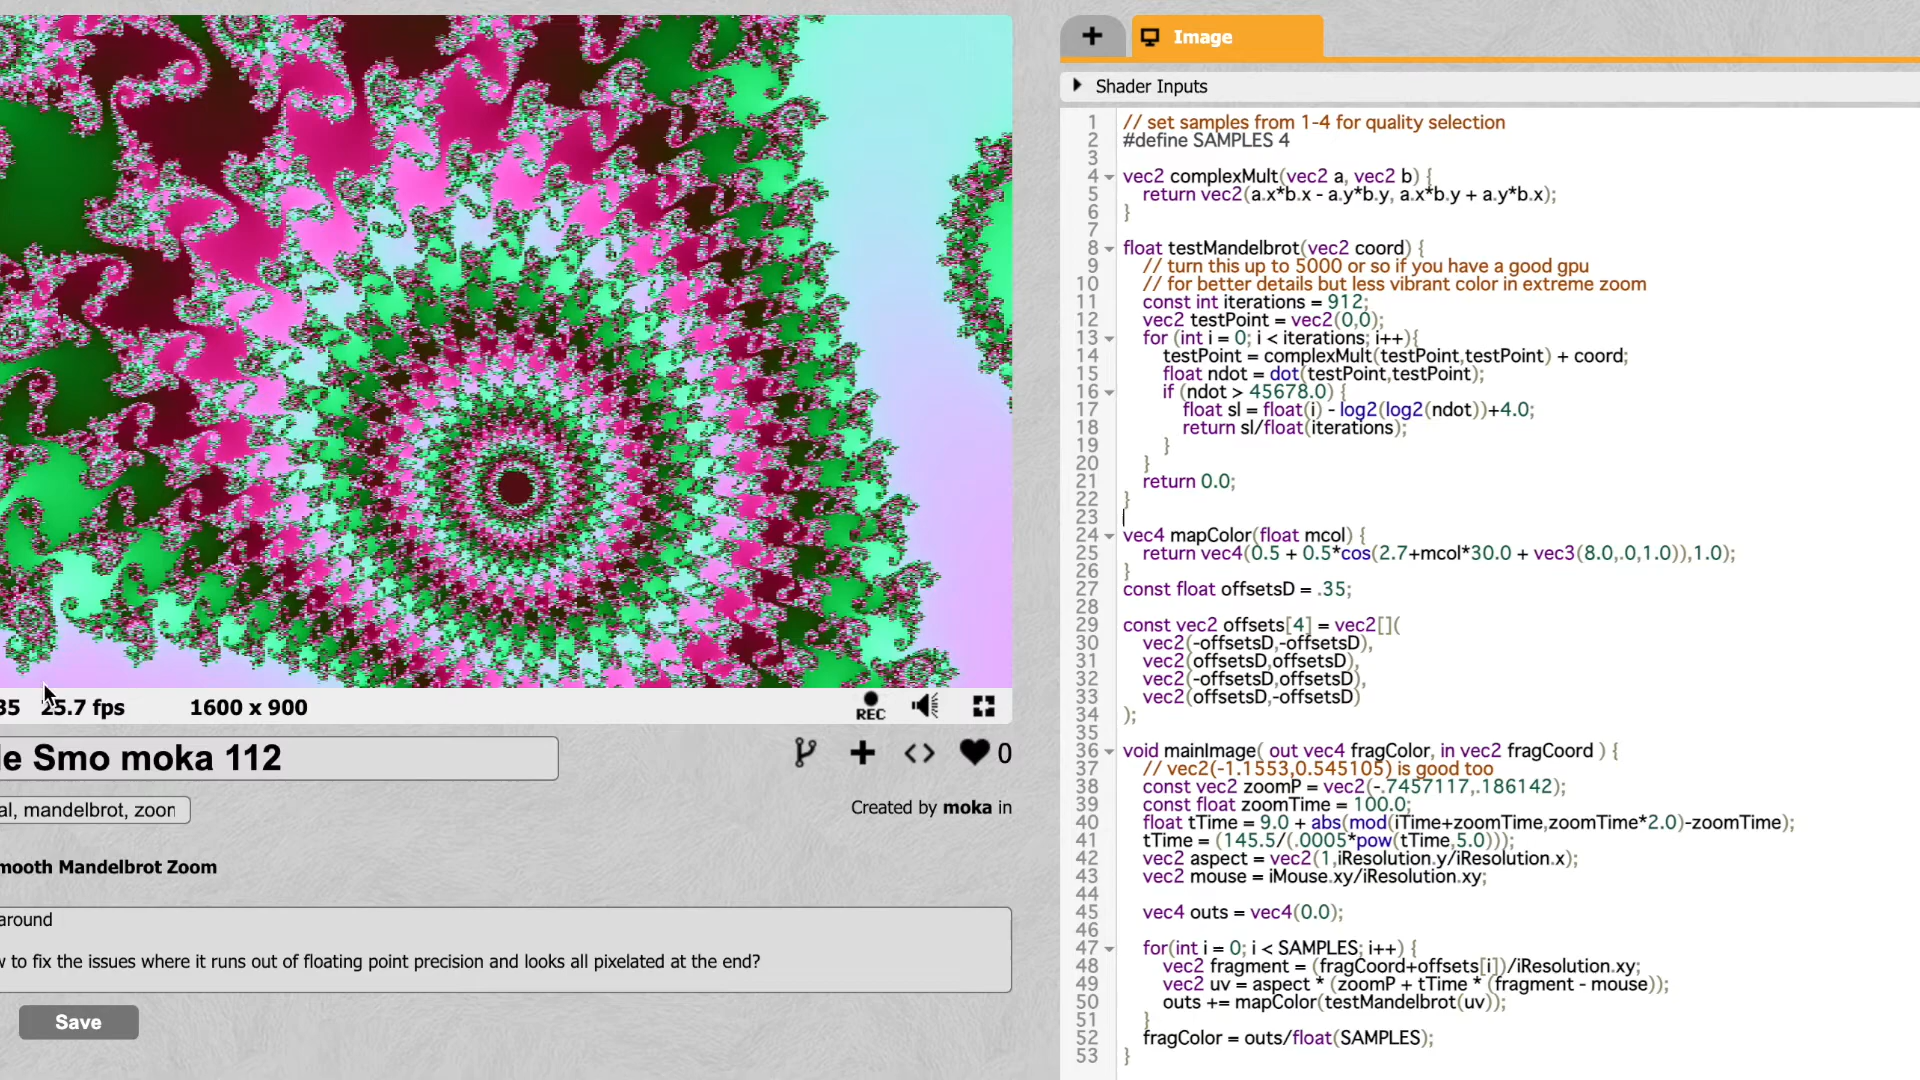 +
Image
Shader Inputs
1 // set samples from 1-4 for quality selection
2 #define SAMPLES 4
3
4 vec2 complexMult(vec2 a, vec2 b) {
5 return vec2(a.x*b.x - a.y*b.y, a.x*b.y + a.y*b.x);
6 }
7
8 float testMandelbrot(vec2 coord) {
9 // turn this up to 5000 or so if you have a good gpu
10 // for better details but less vibrant color in extreme zoom
11 const int iterations = 912;
12 vec2 testPoint = vec2(0,0);
13 for (int i = 0; i < iterations; i++){
14 testPoint = complexMult(testPoint,testPoint) + coord;
15 float ndot = dot(testPoint,testPoint);
16 if (ndot > 45678.0) {
17 float sl = float(i) - log2(log2(ndot))+4.0;
18 return sl/float(iterations);
19 }
20 }
21 return 0.0;
22 }
23
24 vec4 mapColor(float mcol) {
25 return vec4(0.5 + 0.5*cos(2.7+mcol*30.0 + vec3(8.0,.0,1.0)),1.0);
26 }
27 const float offsetsD = .35;
28
29 const vec2 offsets[4] = vec2[](
30 vec2(-offsetsD,-offsetsD),
31 vec2(offsetsD,offsetsD),
32 vec2(-offsetsD,offsetsD),
33 vec2(offsetsD,-offsetsD)
34 );
35
36 void mainImage( out vec4 fragColor, in vec2 fragCoord ) {
37 // vec2(-1.1553,0.545105) is good too
38 const vec2 zoomP = vec2(-.7457117,.186142);
39 const float zoomTime = 100.0;
40 float tTime = 9.0 + abs(mod(iTime+zoomTime,zoomTime*2.0)-zoomTime);
41 tTime = (145.5/(.0005*pow(tTime,5.0)));
42 vec2 aspect = vec2(1,iResolution.y/iResolution.x);
43 vec2 mouse = iMouse.xy/iResolution.xy;
44
45 vec4 outs = vec4(0.0);
46
47 for(int i = 0; i < SAMPLES; i++) {
48 vec2 fragment = (fragCoord+offsets[i])/iResolution.xy;
49 vec2 uv = aspect * (zoomP + tTime * (fragment - mouse));
50 outs += mapColor(testMandelbrot(uv));
51 }
52 fragColor = outs/float(SAMPLES);
53 }
35 25.7 fps 1600 x 900 REC
le Smo moka 112
0
al, mandelbrot, zoon
Created by moka in
mooth Mandelbrot Zoom
around
w to fix the issues where it runs out of floating point precision and looks all pixelated at the end?
Save